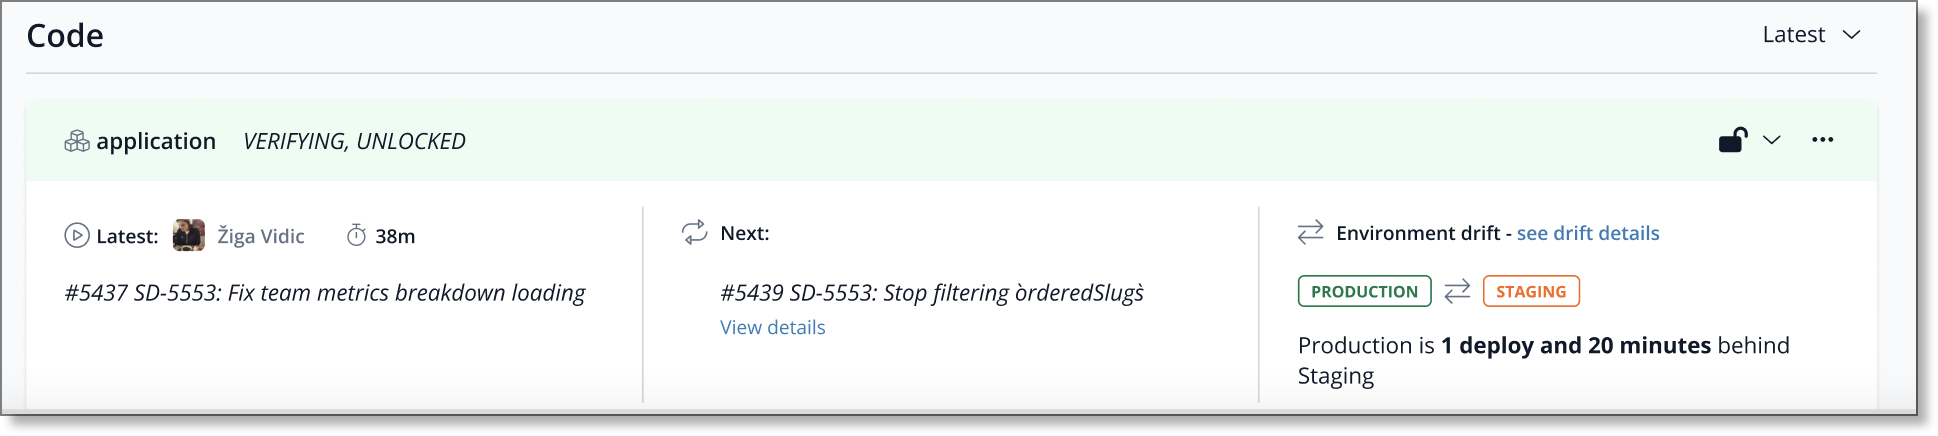 Code
Latest
application VERIFYING, UNLOCKED
Latest: Žiga Vidic 38m
#5437 SD-5553: Fix team metrics breakdown loading
Next:
#5439 SD-5553: Stop filtering òrderedSlugs̀
View details
Environment drift - see drift details
PRODUCTION STAGING
Production is 1 deploy and 20 minutes behind
Staging